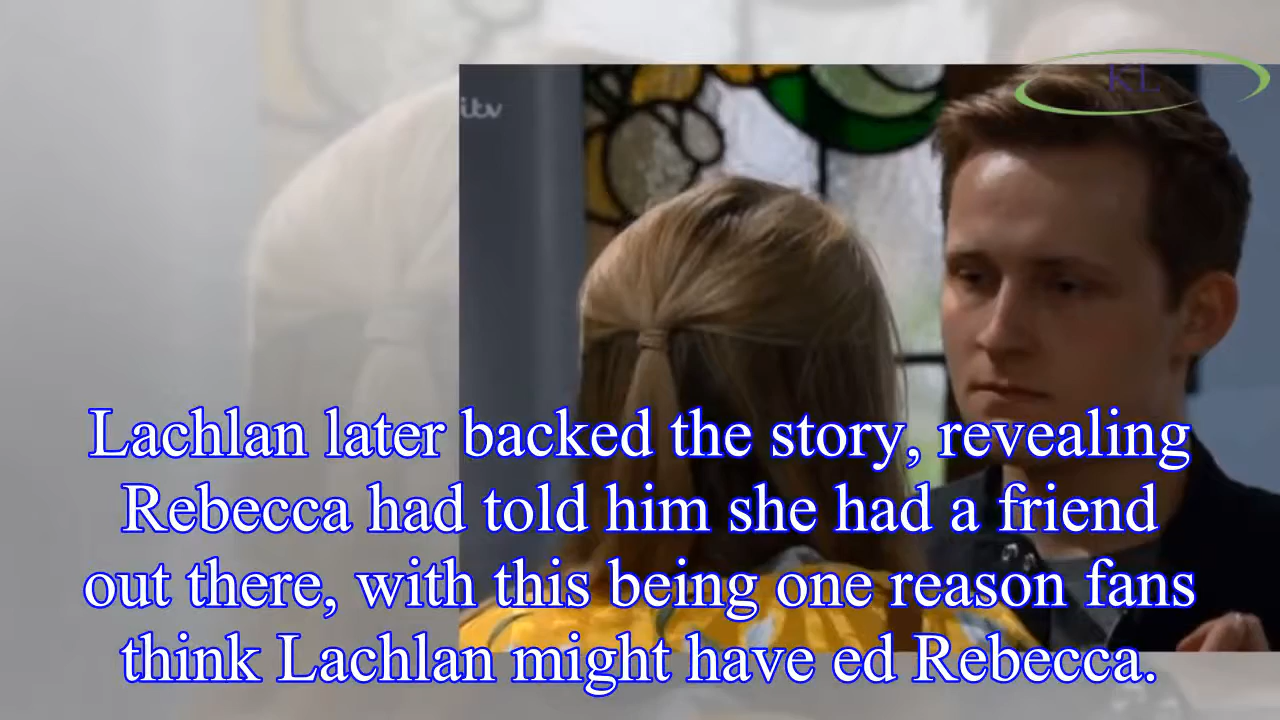 itv
KL
Lachlan later backed the story, revealing
Rebecca had told him she had a friend
out there, with this being one reason fans
think Lachlan might have ed Rebecca.